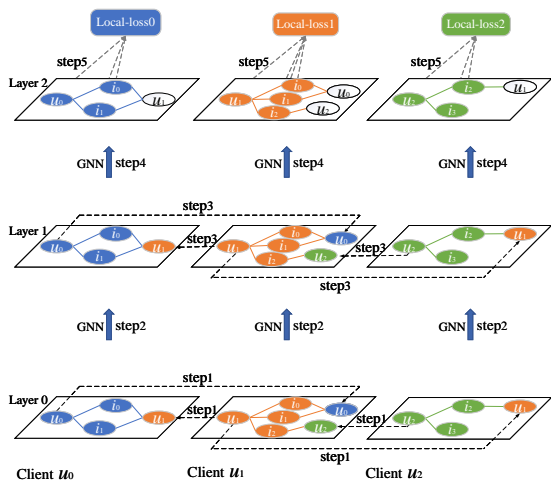 Local-loss0 Local-loss1 Local-loss2
step5 step5 step5
Layer 2
u₀ i₀ i₁ u₁ u₁ i₀ i₁ i₂ u₀ u₂ u₂ i₂ i₃ u₁
GNN step4 GNN step4 GNN step4
step3
Layer 1
u₀ i₀ i₁ u₁ step3 u₁ i₀ i₁ i₂ u₀ u₂ step3 u₂ i₂ i₃ u₁
step3
GNN step2 GNN step2 GNN step2
step1
Layer 0
u₀ i₀ i₁ u₁ step1 u₁ i₀ i₁ i₂ u₀ u₂ step1 u₂ i₂ i₃ u₁
step1
Client u₀ Client u₁ Client u₂